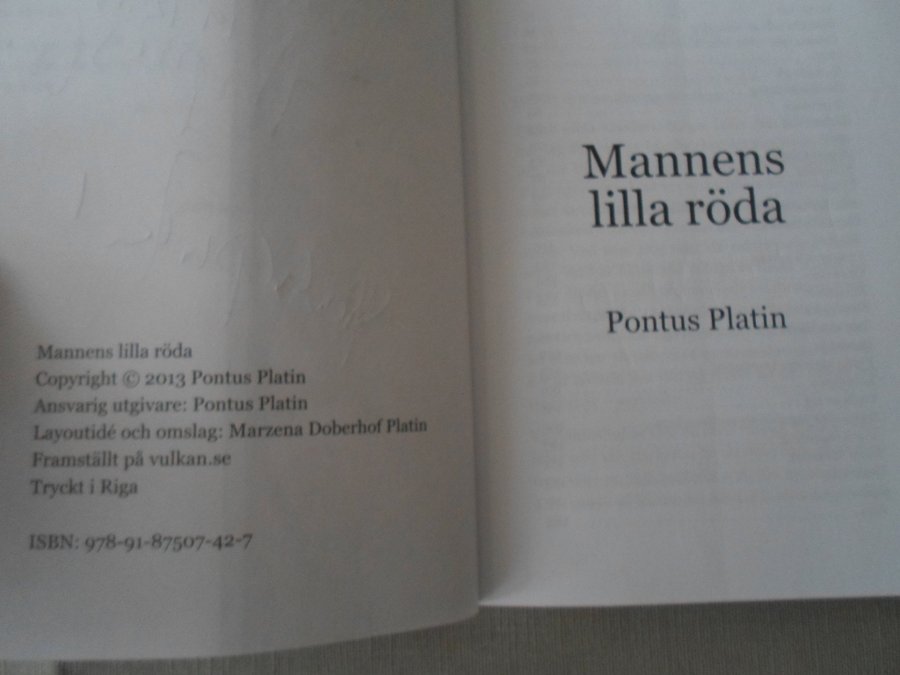 Mannens lilla röda
Copyright © 2013 Pontus Platin
Ansvarig utgivare: Pontus Platin
Layoutidé och omslag: Marzena Doberhof Platin
Framställt på vulkan.se
Tryckt i Riga
ISBN: 978-91-87507-42-7
Mannens
lilla röda
Pontus Platin